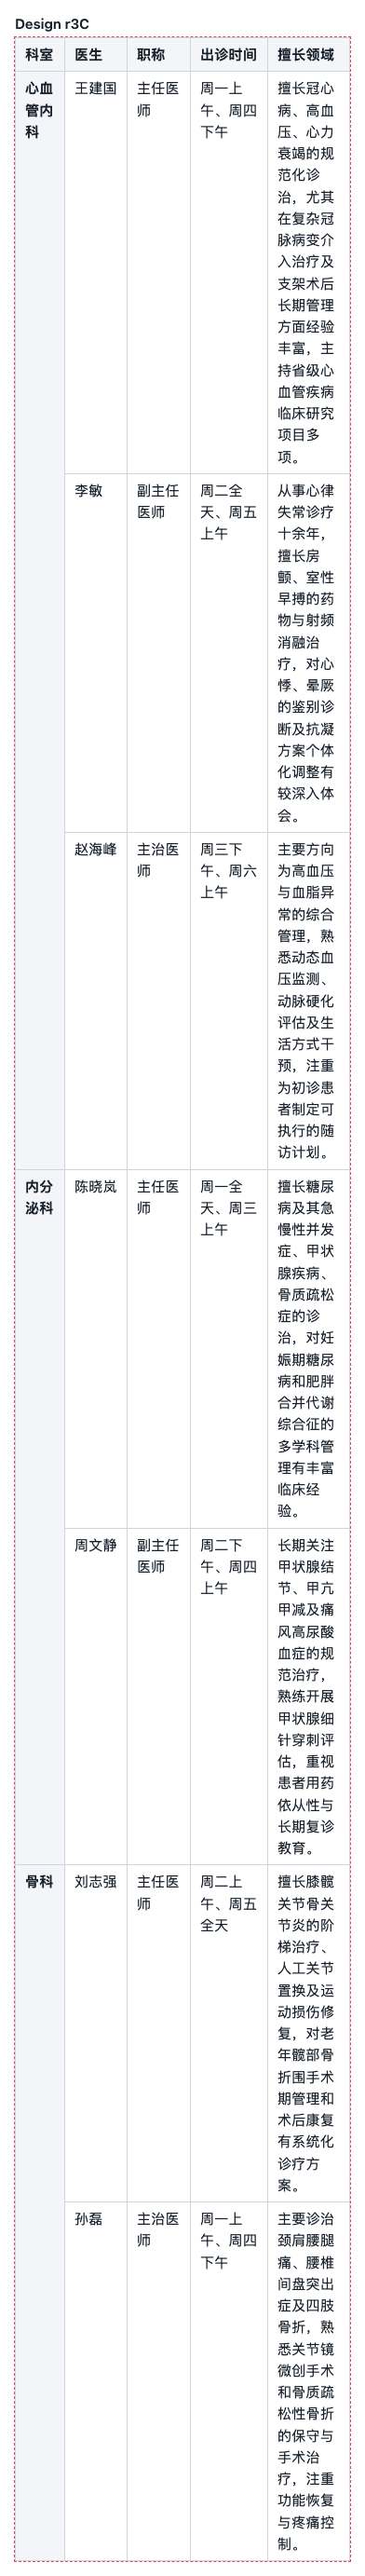 Design r3C
科室 医生 职称 出诊时间 擅长领域
心血
管内
科
王建国
主任医
师
周一上
午、周四
下午
擅长冠心
病、高血
压、心力
衰竭的规
范化诊
治，尤其
在复杂冠
脉病变介
入治疗及
支架术后
长期管理
方面经验
丰富，主
持省级心
血管疾病
临床研究
项目多
项。
李敏
副主任
医师
周二全
天、周五
上午
从事心律
失常诊疗
十余年，
擅长房
颤、室性
早搏的药
物与射频
消融治
疗，对心
悸、晕厥
的鉴别诊
断及抗凝
方案个体
化调整有
较深入体
会。
赵海峰
主治医
师
周三下
午、周六
上午
主要方向
为高血压
与血脂异
常的综合
管理，熟
悉动态血
压监测、
动脉硬化
评估及生
活方式干
预，注重
为初诊患
者制定可
执行的随
访计划。
内分
泌科
陈晓岚
主任医
师
周一全
天、周三
上午
擅长糖尿
病及其急
慢性并发
症、甲状
腺疾病、
骨质疏松
症的诊
治，对妊
娠期糖尿
病和肥胖
合并代谢
综合征的
多学科管
理有丰富
临床经
验。
周文静
副主任
医师
周二下
午、周四
上午
长期关注
甲状腺结
节、甲亢
甲减及痛
风高尿酸
血症的规
范治疗，
熟练开展
甲状腺细
针穿刺评
估，重视
患者用药
依从性与
长期复诊
教育。
骨科
刘志强
主任医
师
周二上
午、周五
全天
擅长膝髋
关节骨关
节炎的阶
梯治疗、
人工关节
置换及运
动损伤修
复，对老
年髋部骨
折围手术
期管理和
术后康复
有系统化
诊疗方
案。
孙磊
主治医
师
周一上
午、周四
下午
主要诊治
颈肩腰腿
痛、腰椎
间盘突出
症及四肢
骨折，熟
悉关节镜
微创手术
和骨质疏
松性骨折
的保守与
手术治
疗，注重
功能恢复
与疼痛控
制。